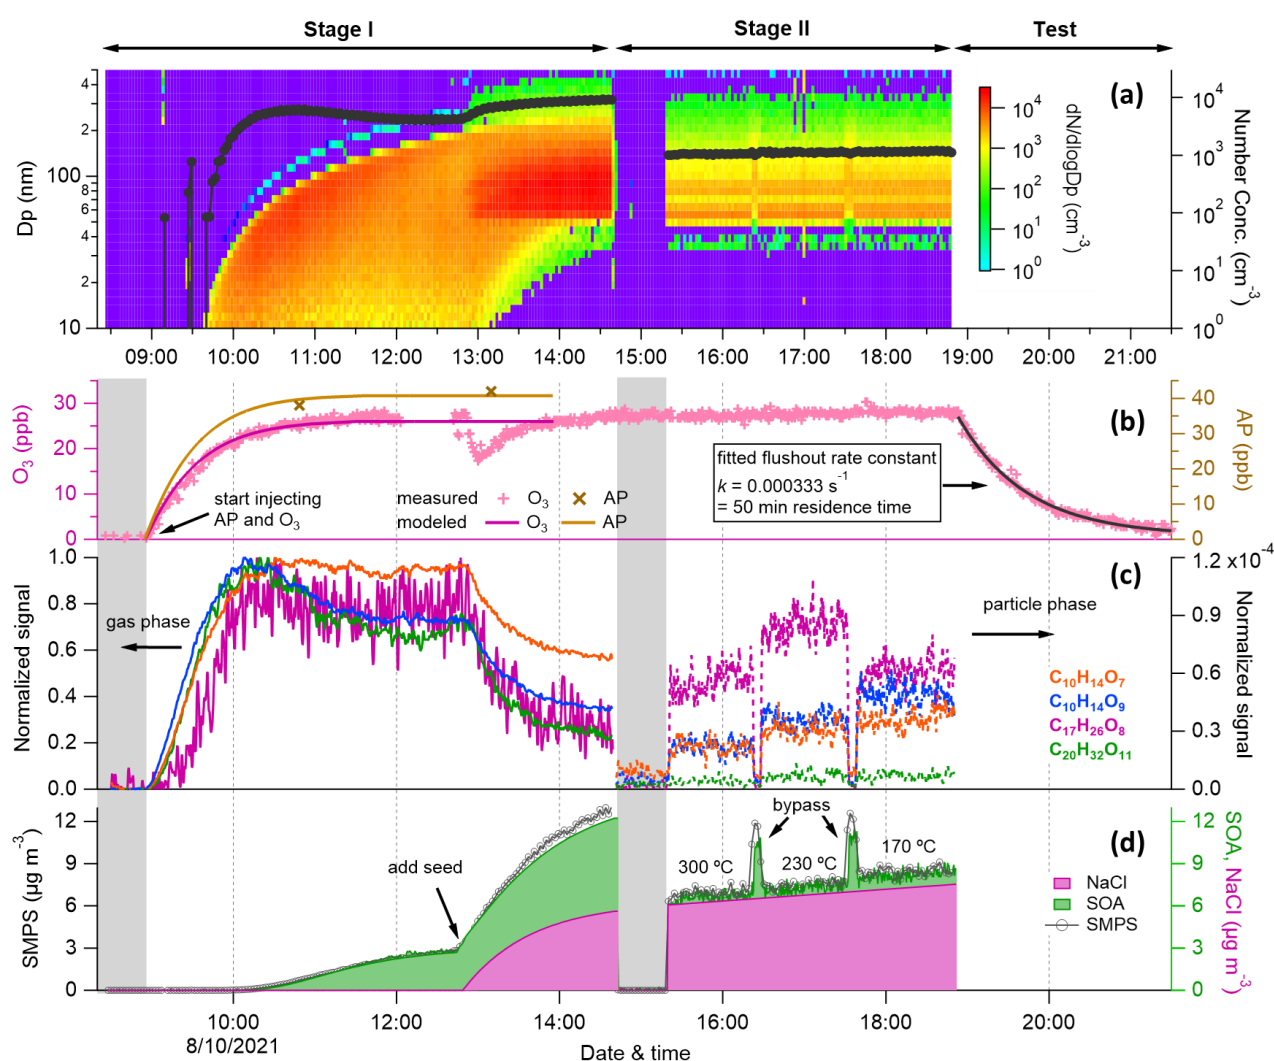 Stage I
Stage II
Test
(a)
Dp (nm)
4
2
100
8
6
4
2
10
10⁴
10³
10²
10¹
10⁰
dN/dlogDp (cm⁻³)
10⁴
10³
10²
10¹
10⁰
Number Conc. (cm⁻³)
09:00 10:00 11:00 12:00 13:00 14:00 15:00 16:00 17:00 18:00 19:00 20:00 21:00
(b)
O₃ (ppb)
30
20
10
0
start injecting
AP and O₃
measured + O₃ × AP
modeled O₃ AP
fitted flushout rate constant
k = 0.000333 s⁻¹
= 50 min residence time
40
30
20
10
0
AP (ppb)
(c)
Normalized signal
1.0
0.8
0.6
0.4
0.2
0.0
gas phase
particle phase
C₁₀H₁₄O₇
C₁₀H₁₄O₉
C₁₇H₂₆O₈
C₂₀H₃₂O₁₁
1.2 x10⁻⁴
0.9
0.6
0.3
0.0
Normalized signal
(d)
SMPS (µg m⁻³)
12
9
6
3
0
add seed
bypass
300 ºC
230 ºC
170 ºC
NaCl
SOA
SMPS
12
9
6
3
0
SOA, NaCl (µg m⁻³)
10:00 12:00 14:00 16:00 18:00 20:00
8/10/2021
Date & time